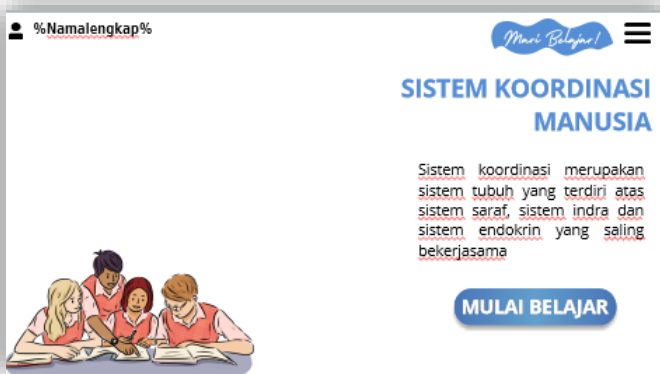 %Namalengkap%
Mari Belajar!
SISTEM KOORDINASI
MANUSIA
Sistem koordinasi merupakan
sistem tubuh yang terdiri atas
sistem saraf, sistem indra dan
sistem endokrin yang saling
bekerjasama
MULAI BELAJAR